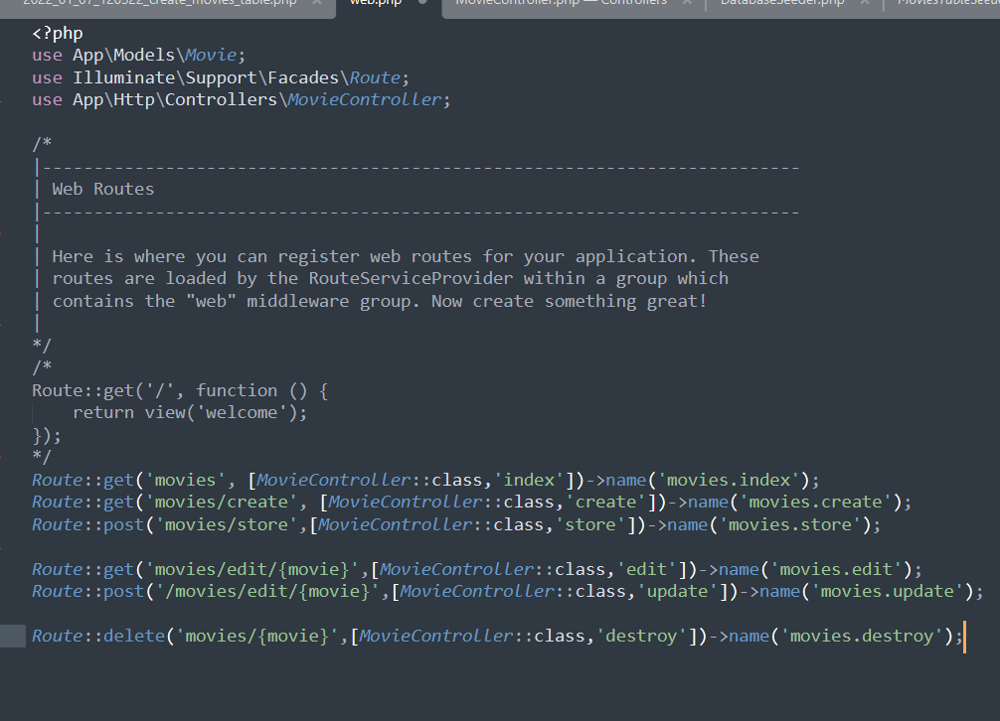 2022_01_07_120522_create_movies_table.php × web.php ● MovieController.php — Controllers × DatabaseSeeder.php × MoviesTableSeede
<?php
use App\Models\Movie;
use Illuminate\Support\Facades\Route;
use App\Http\Controllers\MovieController;
/*
|--------------------------------------------------------------------------
| Web Routes
|--------------------------------------------------------------------------
|
| Here is where you can register web routes for your application. These
| routes are loaded by the RouteServiceProvider within a group which
| contains the "web" middleware group. Now create something great!
|
*/
/*
Route::get('/', function () {
    return view('welcome');
});
*/
Route::get('movies', [MovieController::class,'index'])->name('movies.index');
Route::get('movies/create', [MovieController::class,'create'])->name('movies.create');
Route::post('movies/store',[MovieController::class,'store'])->name('movies.store');
Route::get('movies/edit/{movie}',[MovieController::class,'edit'])->name('movies.edit');
Route::post('/movies/edit/{movie}',[MovieController::class,'update'])->name('movies.update');
Route::delete('movies/{movie}',[MovieController::class,'destroy'])->name('movies.destroy');